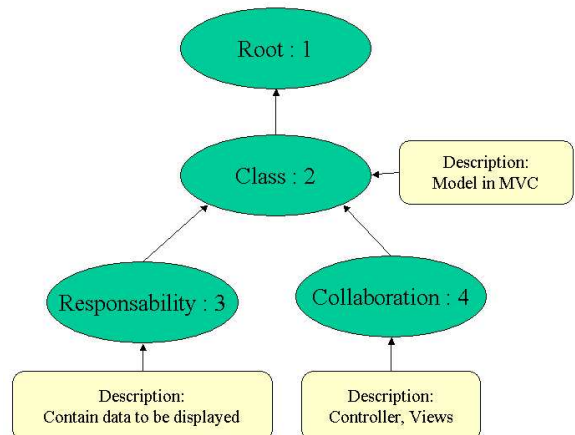 Root : 1
Class : 2
Description:
Model in MVC
Responsability : 3
Collaboration : 4
Description:
Contain data to be displayed
Description:
Controller, Views